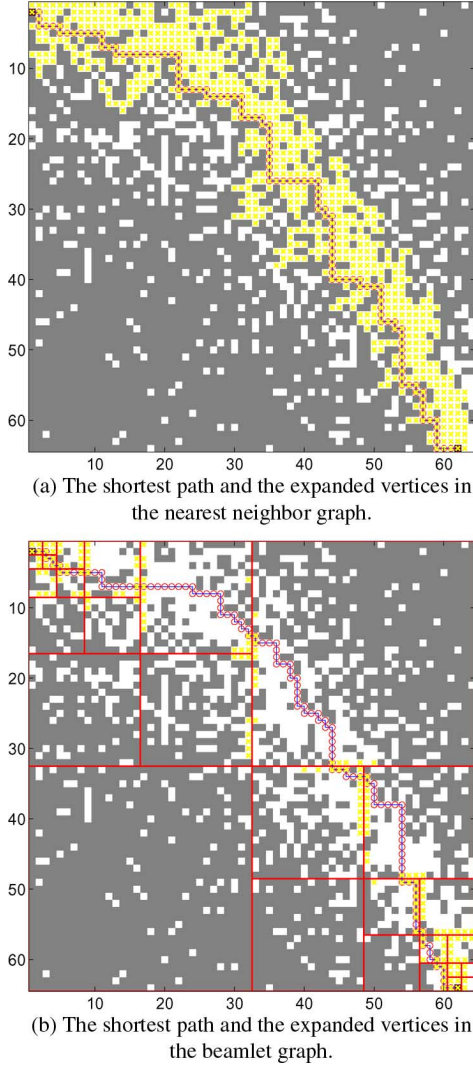 10
20
30
40
50
60
10 20 30 40 50 60
(a) The shortest path and the expanded vertices in
the nearest neighbor graph.
10
20
30
40
50
60
10 20 30 40 50 60
(b) The shortest path and the expanded vertices in
the beamlet graph.